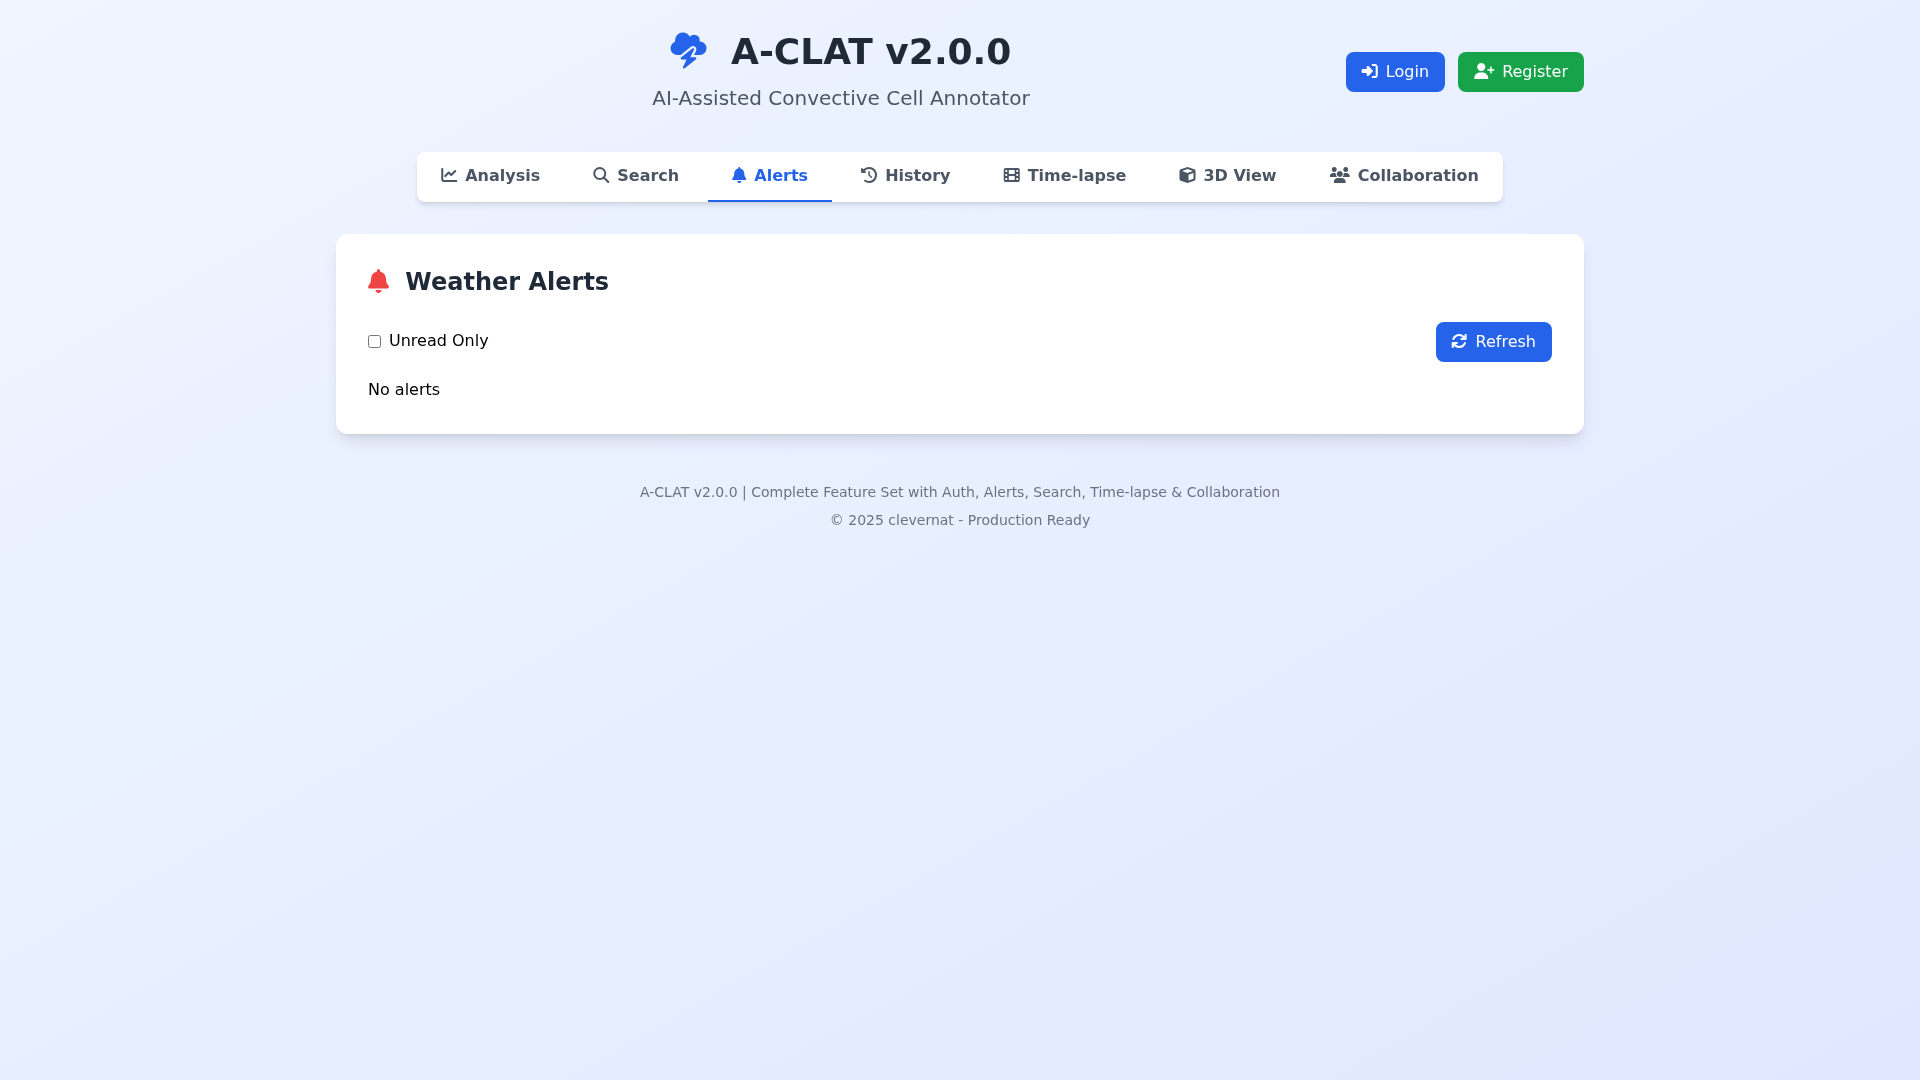 A-CLAT v2.0.0
AI-Assisted Convective Cell Annotator
Login
Register
Analysis
Search
Alerts
History
Time-lapse
3D View
Collaboration
Weather Alerts
Unread Only
Refresh
No alerts
A-CLAT v2.0.0 | Complete Feature Set with Auth, Alerts, Search, Time-lapse & Collaboration
© 2025 clevernat - Production Ready